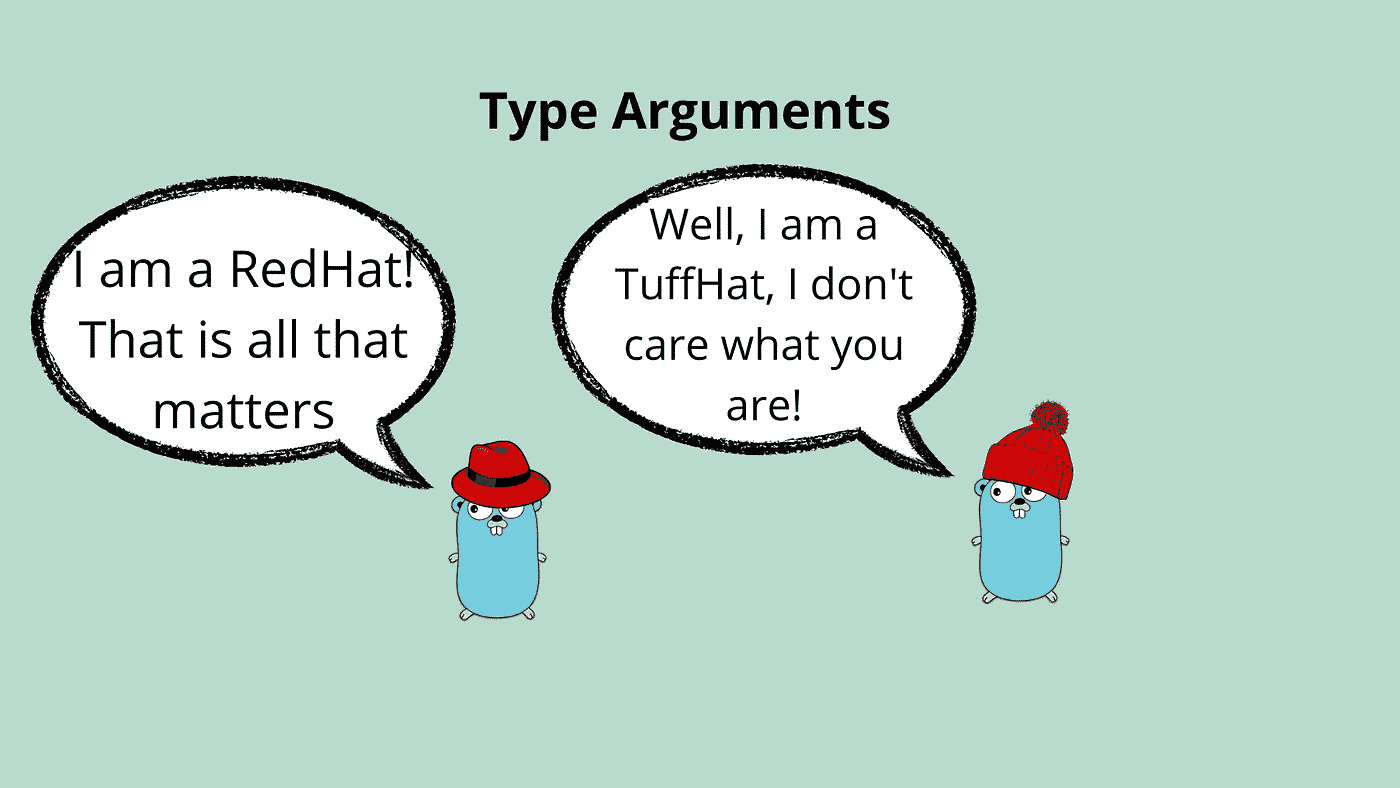 Type Arguments
I am a RedHat!
That is all that
matters
Well, I am a
TuffHat, I don't
care what you
are!